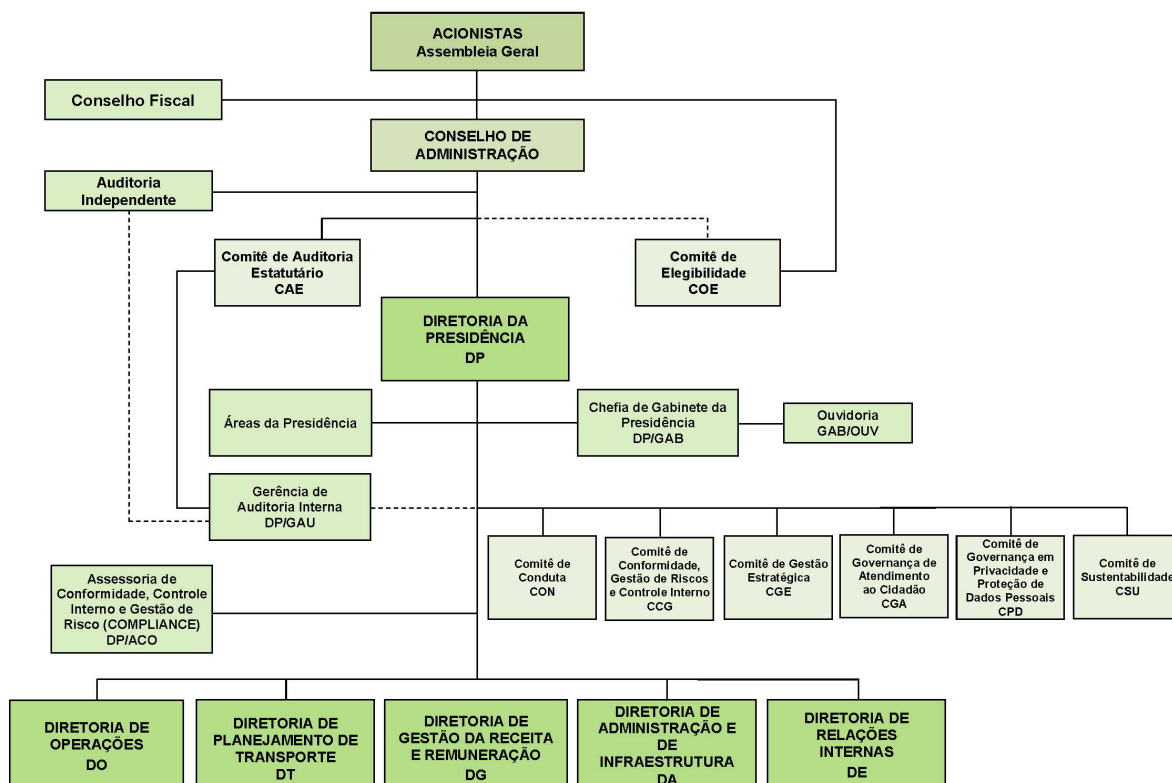 ACIONISTAS
Assembleia Geral
Conselho Fiscal
CONSELHO DE
ADMINISTRAÇÃO
Auditoria
Independente
Comitê de Auditoria
Estatutário
CAE
Comitê de
Elegibilidade
COE
DIRETORIA DA
PRESIDÊNCIA
DP
Áreas da Presidência
Chefia de Gabinete da
Presidência
DP/GAB
Ouvidoria
GAB/OUV
Gerência de
Auditoria Interna
DP/GAU
Comitê de
Conduta
CON
Comitê de
Conformidade,
Gestão de Riscos
e Controle Interno
CCG
Comitê de Gestão
Estratégica
CGE
Comitê de
Governança de
Atendimento
ao Cidadão
CGA
Comitê de
Governança em
Privacidade e
Proteção de
Dados Pessoais
CPD
Comitê de
Sustentabilidade
CSU
Assessoria de
Conformidade, Controle
Interno e Gestão de
Risco (COMPLIANCE)
DP/ACO
DIRETORIA DE
OPERAÇÕES
DO
DIRETORIA DE
PLANEJAMENTO DE
TRANSPORTE
DT
DIRETORIA DE
GESTÃO DA RECEITA
E REMUNERAÇÃO
DG
DIRETORIA DE
ADMINISTRAÇÃO E
DE
INFRAESTRUTURA
DA
DIRETORIA DE
RELAÇÕES
INTERNAS
DE